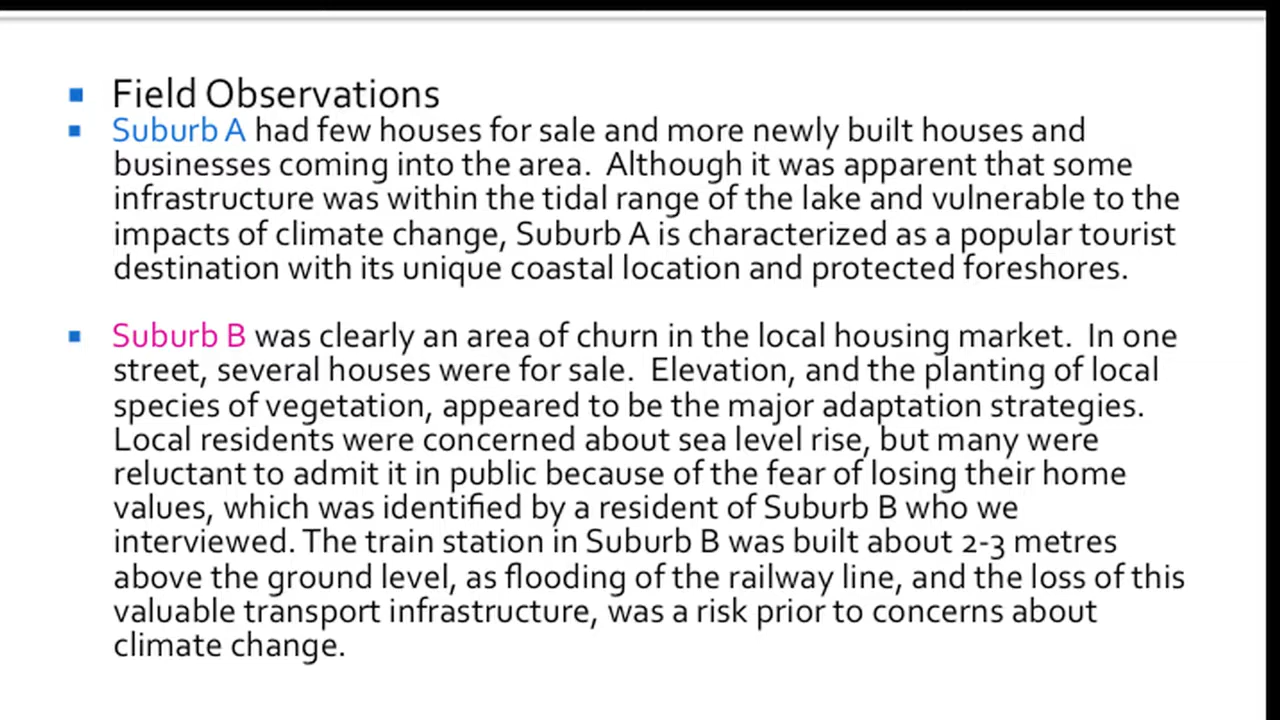 Field Observations
Suburb A had few houses for sale and more newly built houses and
businesses coming into the area.  Although it was apparent that some
infrastructure was within the tidal range of the lake and vulnerable to the
impacts of climate change, Suburb A is characterized as a popular tourist
destination with its unique coastal location and protected foreshores.
Suburb B was clearly an area of churn in the local housing market.  In one
street, several houses were for sale.  Elevation, and the planting of local
species of vegetation, appeared to be the major adaptation strategies.
Local residents were concerned about sea level rise, but many were
reluctant to admit it in public because of the fear of losing their home
values, which was identified by a resident of Suburb B who we
interviewed. The train station in Suburb B was built about 2-3 metres
above the ground level, as flooding of the railway line, and the loss of this
valuable transport infrastructure, was a risk prior to concerns about
climate change.